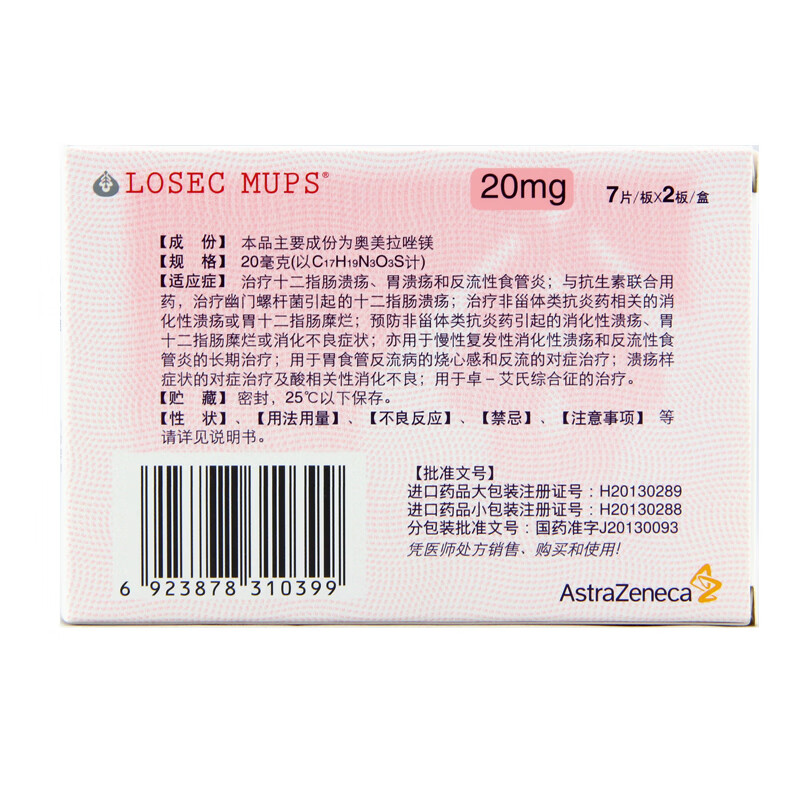 LOSEC MUPS®
20mg
7片/板X2板/盒
【成 份】 本品主要成份为奥美拉唑镁
【规 格】 20毫克(以C17H19N3O3S计)
【适应症】 治疗十二指肠溃疡、胃溃疡和反流性食管炎；与抗生素联合用
药，治疗幽门螺杆菌引起的十二指肠溃疡；治疗非甾体类抗炎药相关的消
化性溃疡或胃十二指肠糜烂；预防非甾体类抗炎药引起的消化性溃疡、胃
十二指肠糜烂或消化不良症状；亦用于慢性复发性消化性溃疡和反流性食
管炎的长期治疗；用于胃食管反流病的烧心感和反流的对症治疗；溃疡样
症状的对症治疗及酸相关性消化不良；用于卓－艾氏综合征的治疗。
【贮 藏】 密封，25℃以下保存。
【性 状】、【用法用量】、【不良反应】、【禁忌】、【注意事项】 等
请详见说明书。
【批准文号】
进口药品大包装注册证号：H20130289
进口药品小包装注册证号：H20130288
分包装批准文号：国药准字J20130093
凭医师处方销售、购买和使用!
6 923878 310399
AstraZeneca